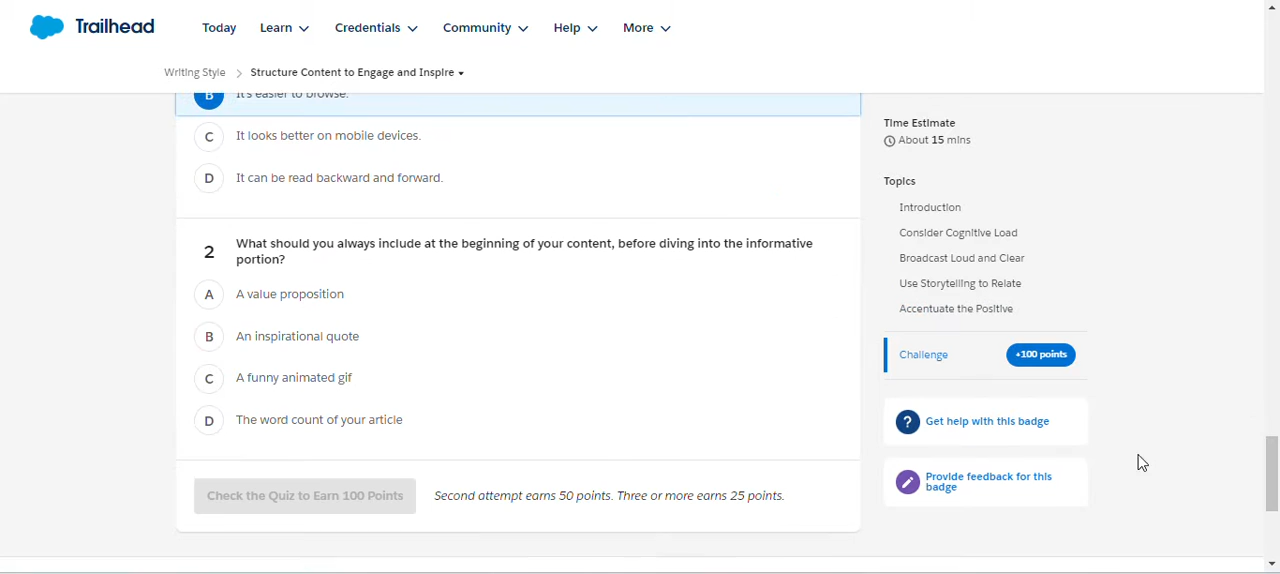 Trailhead
Today Learn Credentials Community Help More
Writing Style > Structure Content to Engage and Inspire
B It's easier to browse.
C It looks better on mobile devices.
D It can be read backward and forward.
2 What should you always include at the beginning of your content, before diving into the informative
portion?
A A value proposition
B An inspirational quote
C A funny animated gif
D The word count of your article
Check the Quiz to Earn 100 Points Second attempt earns 50 points. Three or more earns 25 points.
Time Estimate
About 15 mins
Topics
Introduction
Consider Cognitive Load
Broadcast Loud and Clear
Use Storytelling to Relate
Accentuate the Positive
Challenge +100 points
? Get help with this badge
Provide feedback for this
badge